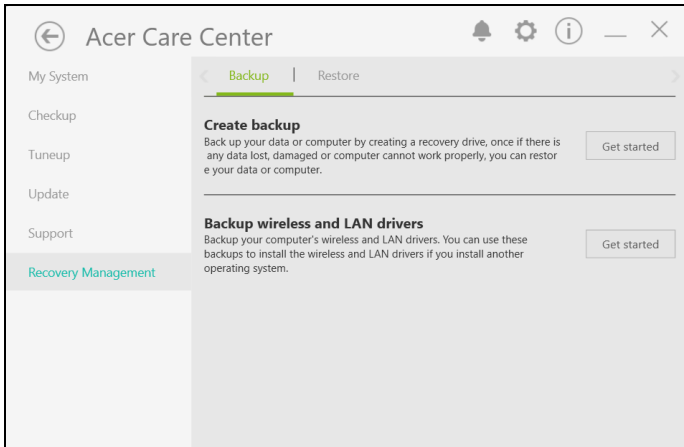 Acer Care Center
My System
Backup
Restore
Checkup
Create backup
Back up your data or computer by creating a recovery drive, once if there is
any data lost, damaged or computer cannot work properly, you can restor
e your data or computer.
Get started
Tuneup
Update
Support
Backup wireless and LAN drivers
Backup your computer's wireless and LAN drivers. You can use these
backups to install the wireless and LAN drivers if you install another
operating system.
Get started
Recovery Management